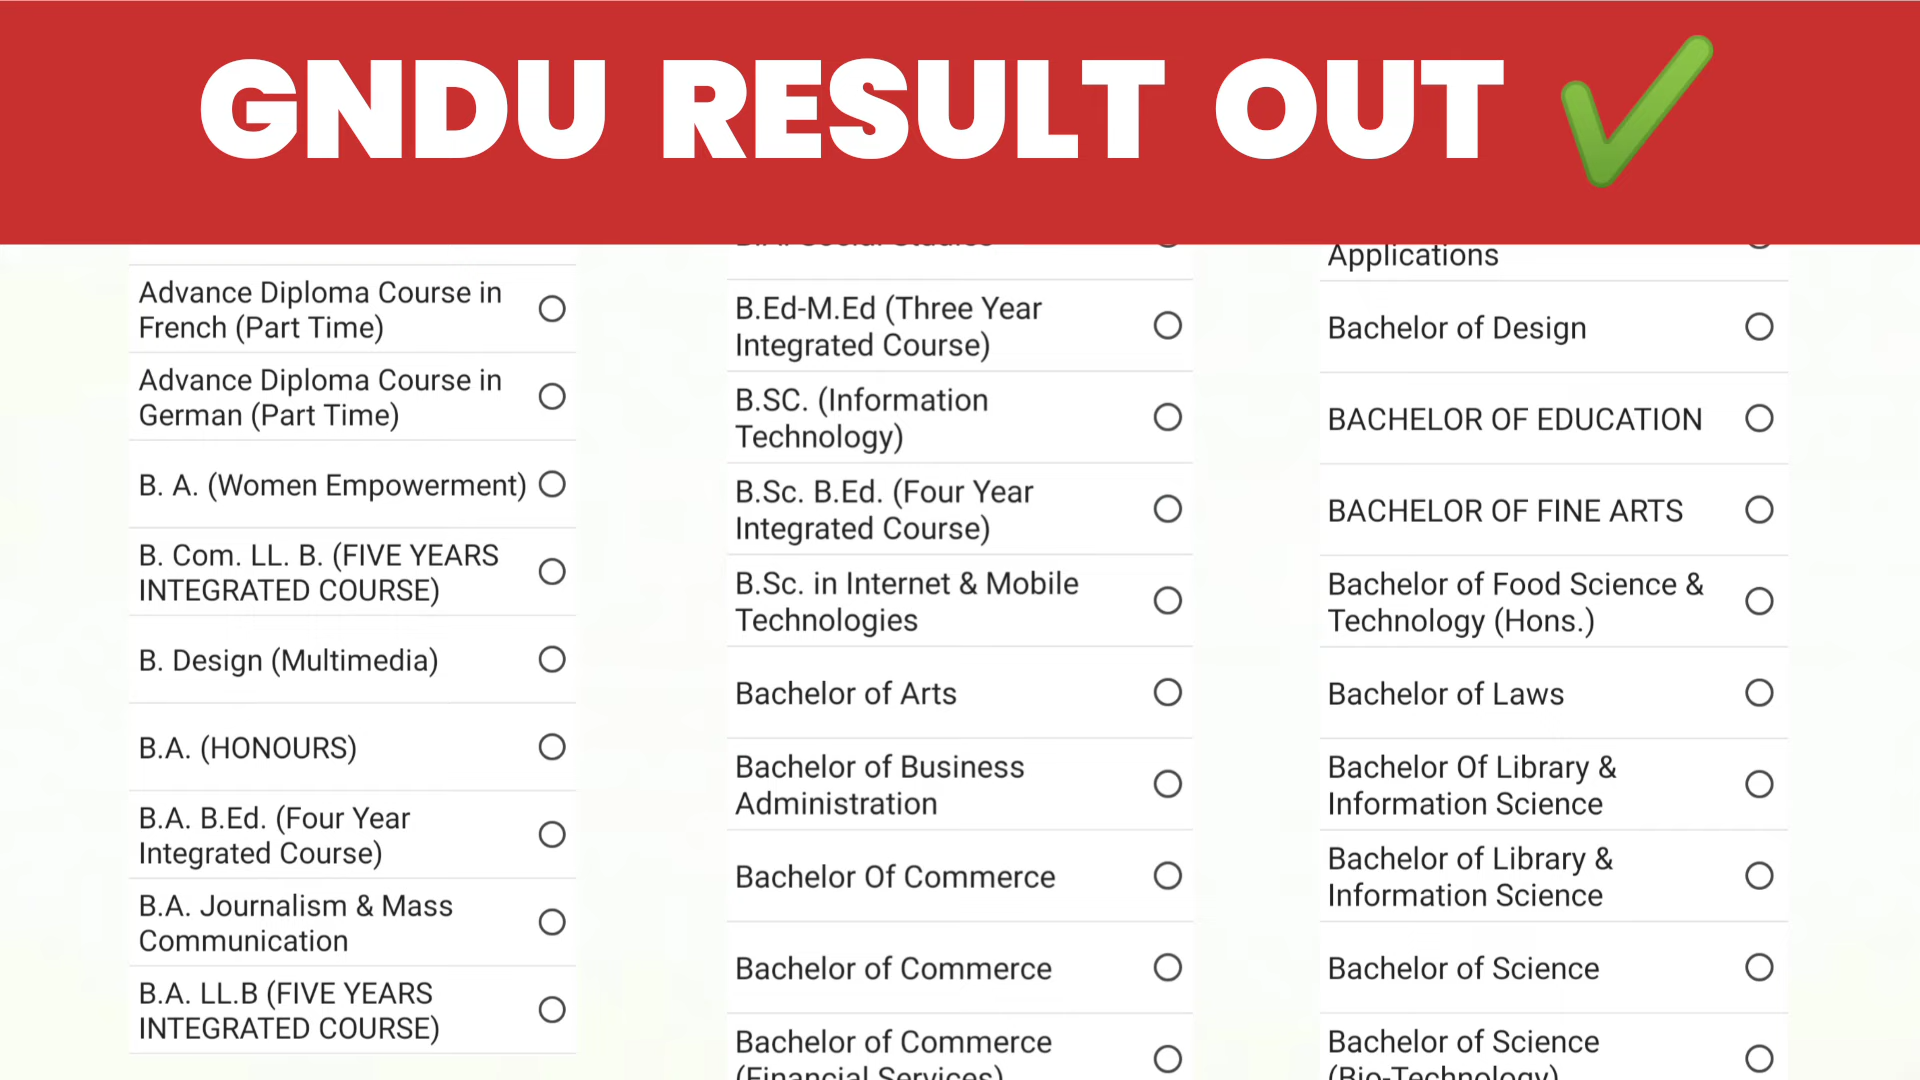 GNDU RESULT OUT
Advance Diploma Course in
French (Part Time)
Advance Diploma Course in
German (Part Time)
B. A. (Women Empowerment)
B. Com. LL. B. (FIVE YEARS
INTEGRATED COURSE)
B. Design (Multimedia)
B.A. (HONOURS)
B.A. B.Ed. (Four Year
Integrated Course)
B.A. Journalism & Mass
Communication
B.A. LL.B (FIVE YEARS
INTEGRATED COURSE)
B.Ed-M.Ed (Three Year
Integrated Course)
B.SC. (Information
Technology)
B.Sc. B.Ed. (Four Year
Integrated Course)
B.Sc. in Internet & Mobile
Technologies
Bachelor of Arts
Bachelor of Business
Administration
Bachelor Of Commerce
Bachelor of Commerce
Bachelor of Commerce
(Financial Services)
Applications
Bachelor of Design
BACHELOR OF EDUCATION
BACHELOR OF FINE ARTS
Bachelor of Food Science &
Technology (Hons.)
Bachelor of Laws
Bachelor Of Library &
Information Science
Bachelor of Library &
Information Science
Bachelor of Science
Bachelor of Science
(Bio-Technology)